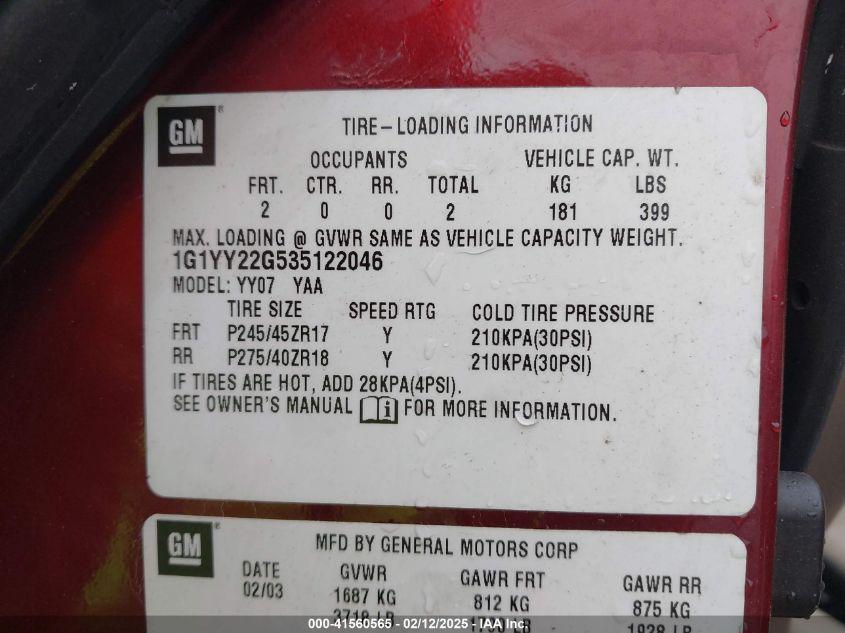 GM ®
TIRE-LOADING INFORMATION
OCCUPANTS VEHICLE CAP. WT.
FRT. CTR. RR. TOTAL KG LBS
2 0 0 2 181 399
MAX. LOADING @ GVWR SAME AS VEHICLE CAPACITY WEIGHT.
1G1YY22G535122046
MODEL: YY07 YAA
TIRE SIZE SPEED RTG COLD TIRE PRESSURE
FRT P245/45ZR17 Y 210KPA(30PSI)
RR P275/40ZR18 Y 210KPA(30PSI)
IF TIRES ARE HOT, ADD 28KPA(4PSI).
SEE OWNER'S MANUAL FOR MORE INFORMATION.
GM ®
MFD BY GENERAL MOTORS CORP
DATE GVWR GAWR FRT GAWR RR
02/03 1687 KG 812 KG 875 KG
000-41560565 - 02/12/2025 - IAAI.com